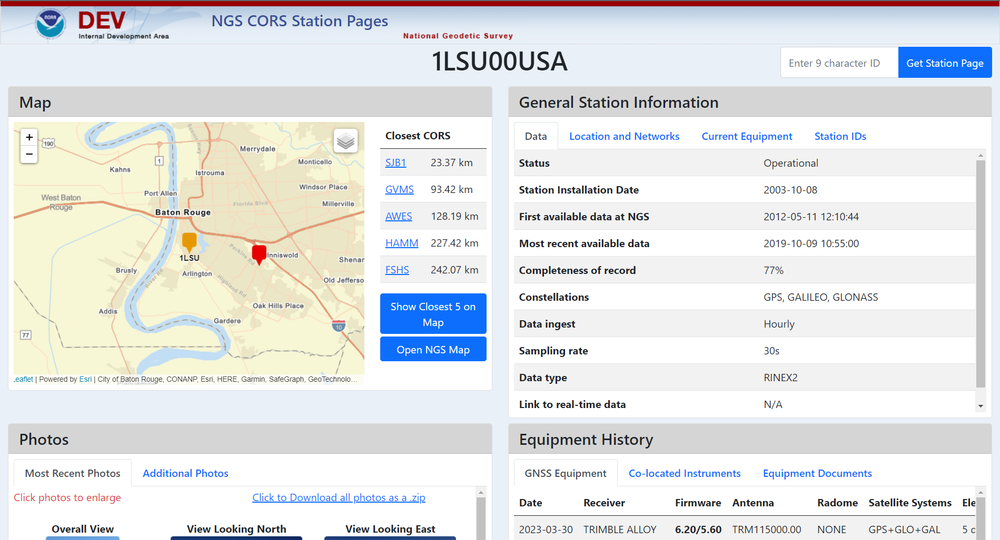 NOAA
DEV
Internal Development Area
NGS CORS Station Pages
National Geodetic Survey
1LSU00USA
Enter 9 character ID
Get Station Page
Map
+
−
190
1
77
10
Scenic Hwy
Merrydale
Monticello
Kahns
Istrouma
Windsor Place
Port Allen
West Baton
Rouge
Florida Blvd
Millerville
Baton Rouge
Perkins Rd
Inniswold
1LSU
Shenan
Brusly
Arlington
River Rd
Highland Rd
Old Jefferso
Oak Hills Place
Addis
Gardere
Plaquemine
eaflet | Powered by Esri | City of Baton Rouge, CONANP, Esri, HERE, Garmin, SafeGraph, GeoTechnolo...
Closest CORS
SJB1 23.37 km
GVMS 93.42 km
AWES 128.19 km
HAMM 227.42 km
FSHS 242.07 km
Show Closest 5 on
Map
Open NGS Map
General Station Information
Data Location and Networks Current Equipment Station IDs
Status Operational
Station Installation Date 2003-10-08
First available data at NGS 2012-05-11 12:10:44
Most recent available data 2019-10-09 10:55:00
Completeness of record 77%
Constellations GPS, GALILEO, GLONASS
Data ingest Hourly
Sampling rate 30s
Data type RINEX2
Link to real-time data N/A
Photos
Most Recent Photos Additional Photos
Click photos to enlarge Click to Download all photos as a .zip
Overall View View Looking North View Looking East
Equipment History
GNSS Equipment Co-located Instruments Equipment Documents
Date Receiver Firmware Antenna Radome Satellite Systems Ele
2023-03-30 TRIMBLE ALLOY 6.20/5.60 TRM115000.00 NONE GPS+GLO+GAL 5 d